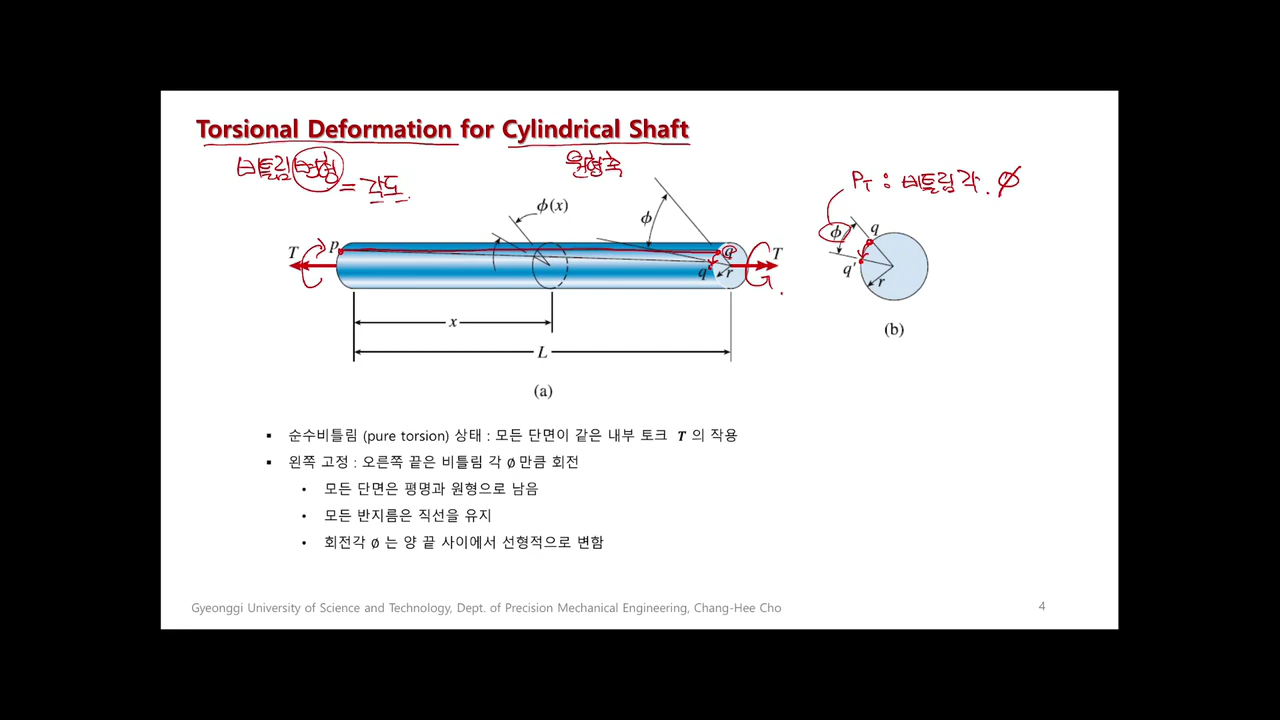 Torsional Deformation for Cylindrical Shaft
비틀림 변형 = 각도.
원형축
P_T : 비틀림각. ∅
ϕ(x)
ϕ
T p q T
q' r
x
L
(a)
ϕ q
q' r
(b)
▪ 순수비틀림 (pure torsion) 상태 : 모든 단면이 같은 내부 토크 T 의 작용
▪ 왼쪽 고정 : 오른쪽 끝은 비틀림 각 ∅ 만큼 회전
• 모든 단면은 평명과 원형으로 남음
• 모든 반지름은 직선을 유지
• 회전각 ∅ 는 양 끝 사이에서 선형적으로 변함
Gyeonggi University of Science and Technology, Dept. of Precision Mechanical Engineering, Chang-Hee Cho
4